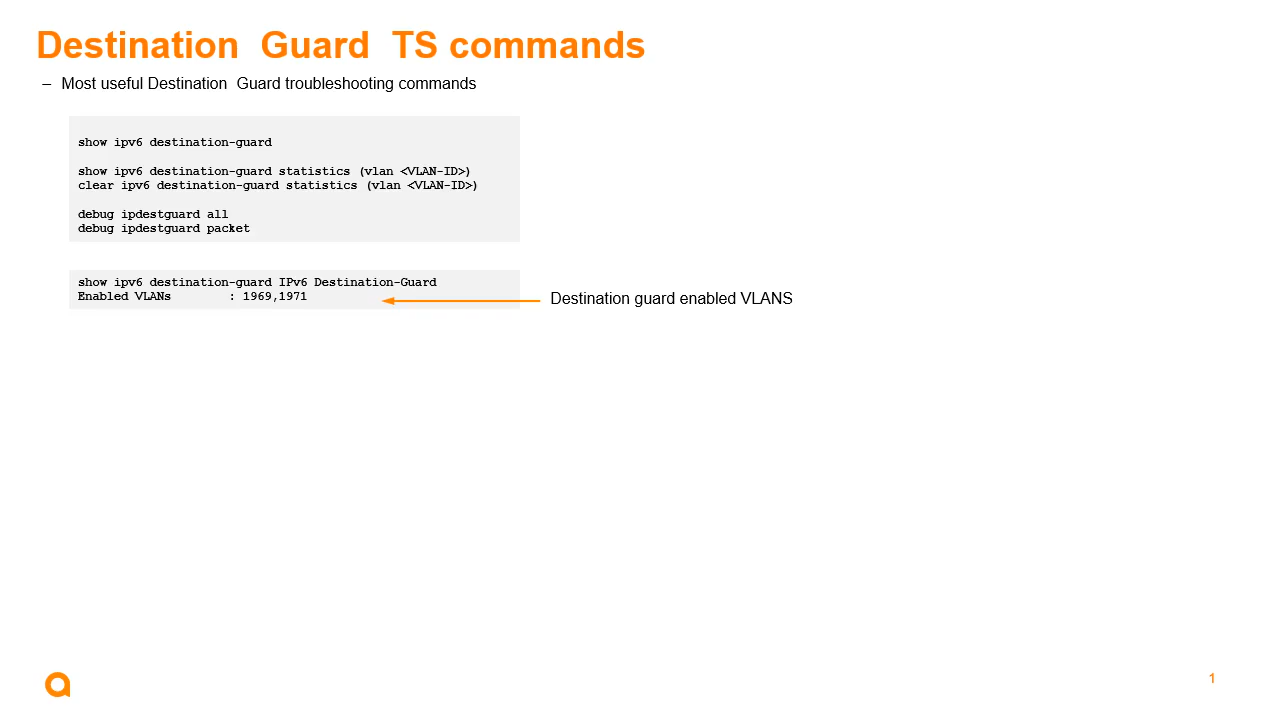 Destination Guard TS commands
– Most useful Destination Guard troubleshooting commands
show ipv6 destination-guard
show ipv6 destination-guard statistics (vlan <VLAN-ID>)
clear ipv6 destination-guard statistics (vlan <VLAN-ID>)
debug ipdestguard all
debug ipdestguard packet
show ipv6 destination-guard IPv6 Destination-Guard
Enabled VLANs : 1969,1971
Destination guard enabled VLANS
1